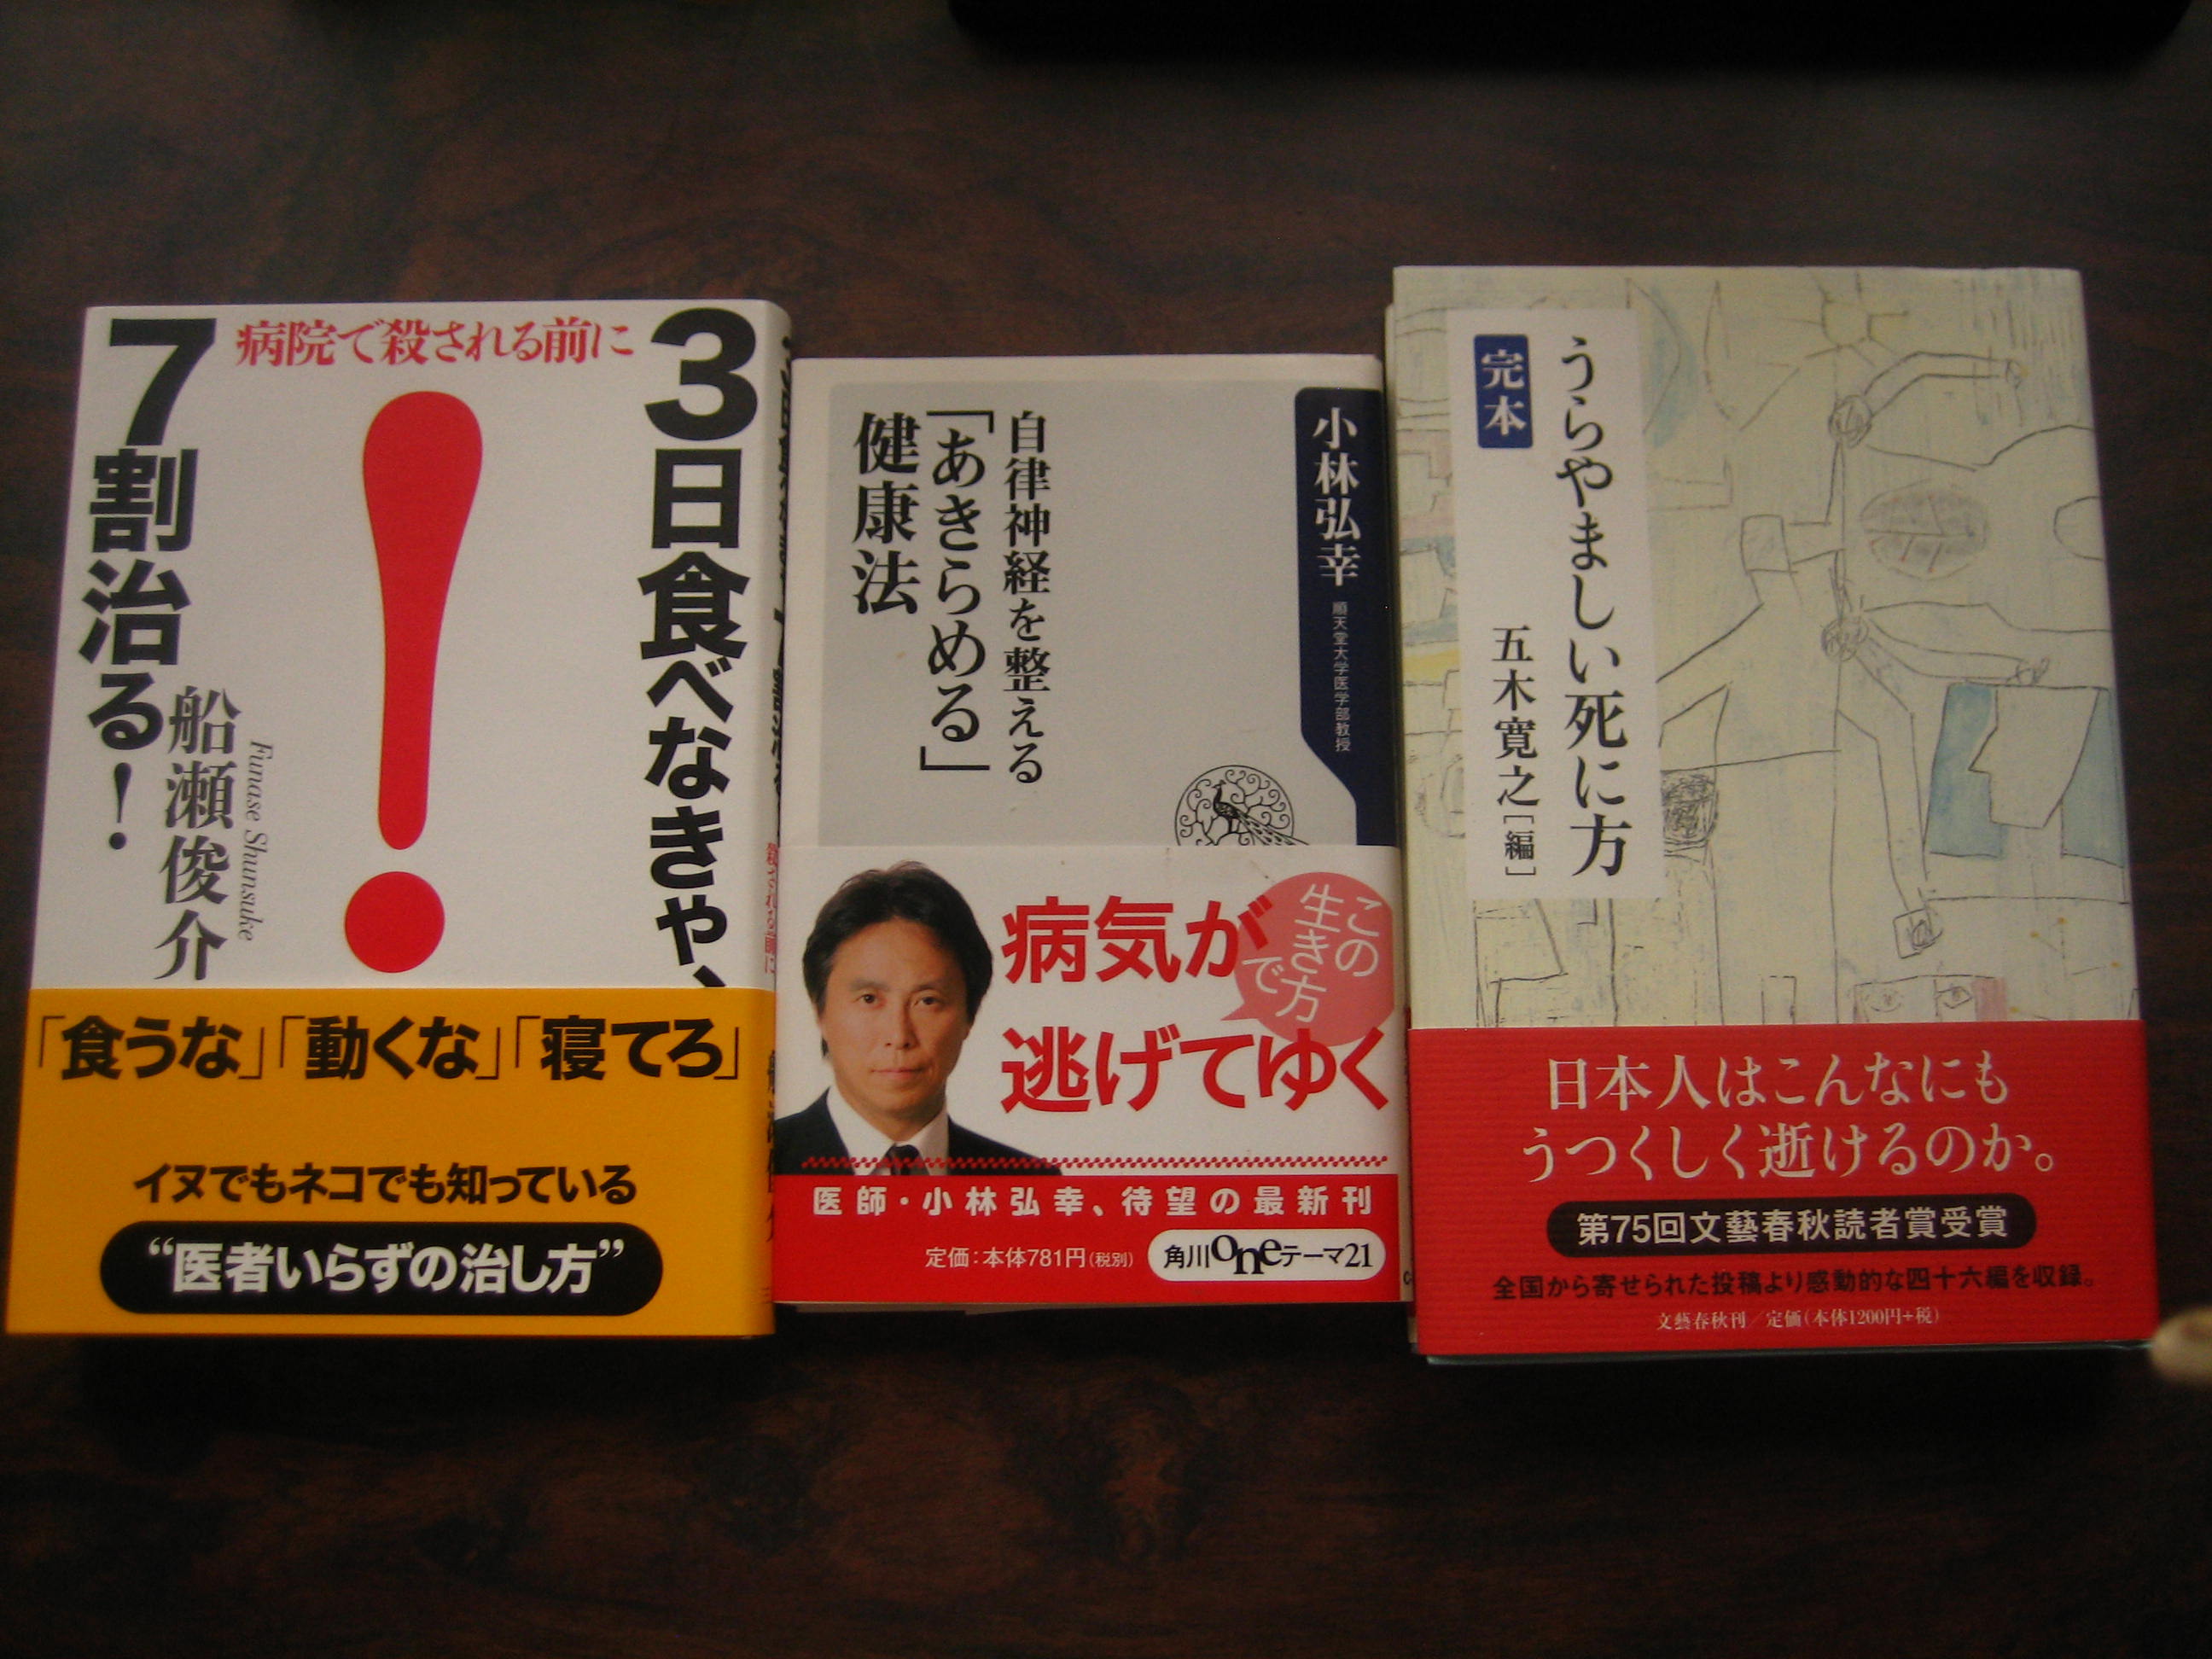 病院で殺される前に
3日食べなきゃ、
7割治る！
船瀬俊介
Funase Shunsuke
「食うな」「動くな」「寝てろ」
イヌでもネコでも知っている
“医者いらずの治し方”
小林弘幸
順天堂大学医学部教授
自律神経を整える
「あきらめる」
健康法
この
生き方
で
病気が
逃げてゆく
医師・小林弘幸、待望の最新刊
定価：本体781円（税別）
角川oneテーマ21
うらやましい死に方
完本
五木寛之［編］
日本人はこんなにも
うつくしく逝けるのか。
第75回文藝春秋読者賞受賞
全国から寄せられた投稿より感動的な四十六編を収録。
文藝春秋刊／定価（本体1200円+税）